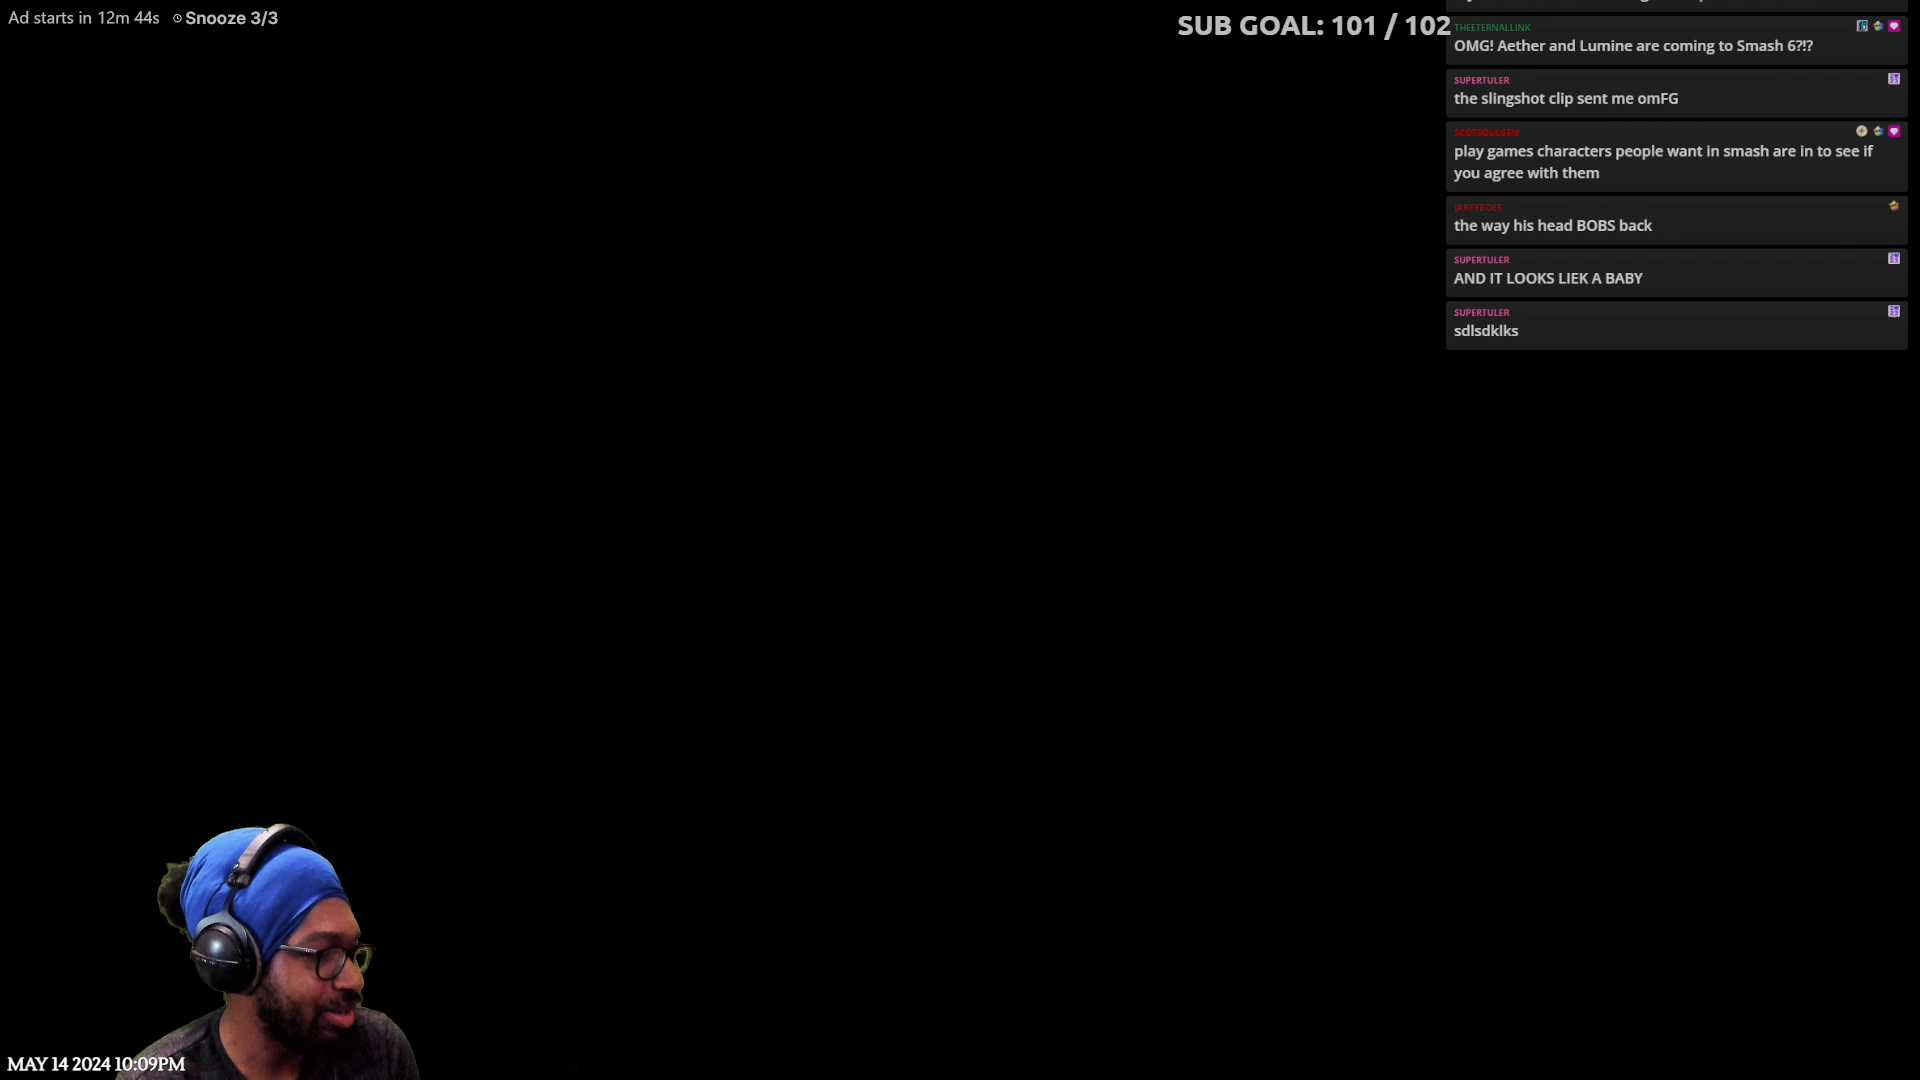 Ad starts in 12m 44s Snooze 3/3
SUB GOAL: 101 / 102
THEETERNALLINK
OMG! Aether and Lumine are coming to Smash 6?!?
SUPERTULER
the slingshot clip sent me omFG
SCOTSOULGEM
play games characters people want in smash are in to see if
you agree with them
JAKEYBOEE
the way his head BOBS back
SUPERTULER
AND IT LOOKS LIEK A BABY
SUPERTULER
sdlsdklks
MAY 14 2024 10:09PM